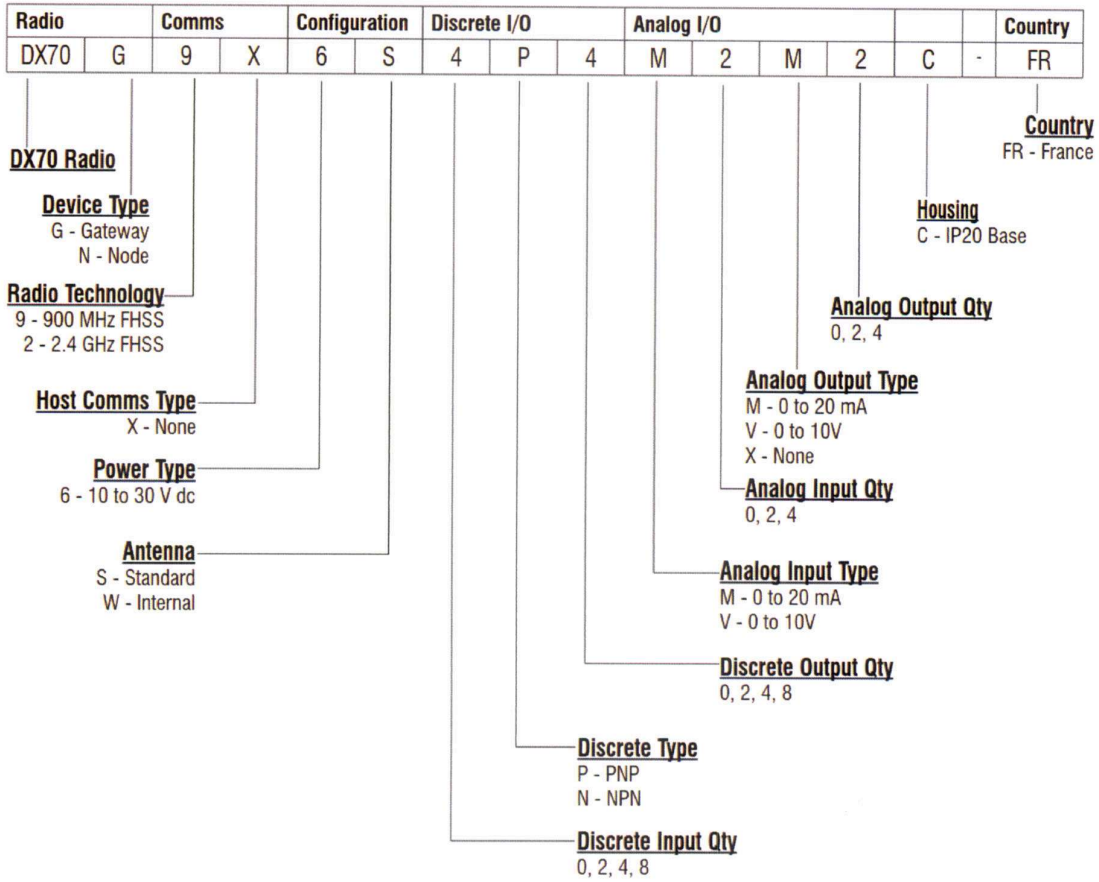 Radio Comms Configuration Discrete I/O Analog I/O Country
DX70 G 9 X 6 S 4 P 4 M 2 M 2 C - FR
DX70 Radio
Device Type
G - Gateway
N - Node
Radio Technology
9 - 900 MHz FHSS
2 - 2.4 GHz FHSS
Host Comms Type
X - None
Power Type
6 - 10 to 30 V dc
Antenna
S - Standard
W - Internal
Country
FR - France
Housing
C - IP20 Base
Analog Output Qty
0, 2, 4
Analog Output Type
M - 0 to 20 mA
V - 0 to 10V
X - None
Analog Input Qty
0, 2, 4
Analog Input Type
M - 0 to 20 mA
V - 0 to 10V
Discrete Output Qty
0, 2, 4, 8
Discrete Type
P - PNP
N - NPN
Discrete Input Qty
0, 2, 4, 8